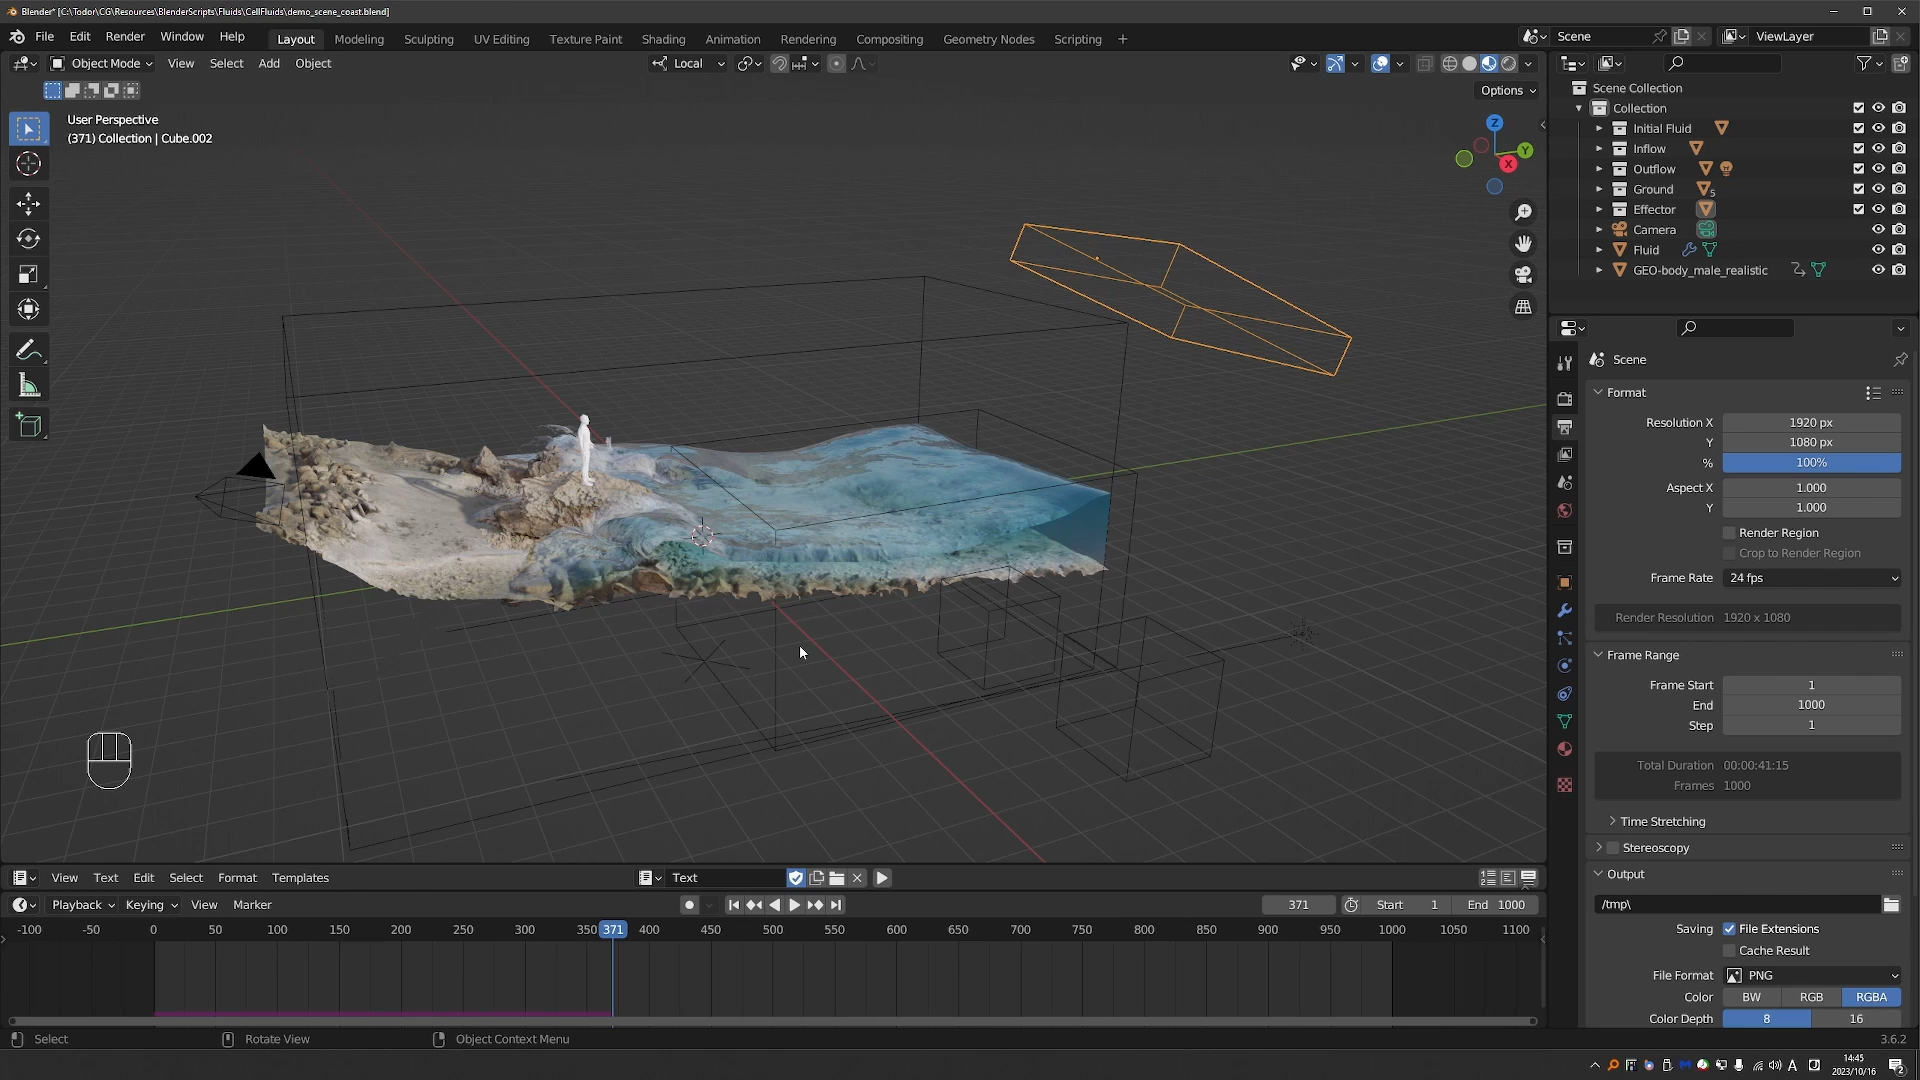 Blender* [C:\Todor\CG\Resources\BlenderScripts\Fluids\CellFluids\demo_scene_coast.blend]
File Edit Render Window Help Layout Modeling Sculpting UV Editing Texture Paint Shading Animation Rendering Compositing Geometry Nodes Scripting + Scene ViewLayer
Object Mode View Select Add Object Local
Options
User Perspective
(371) Collection | Cube.002
Z
Y
X
Scene Collection
Collection
Initial Fluid
Inflow
Outflow
Ground 5
Effector
Camera
Fluid
GEO-body_male_realistic
Scene
Format
Resolution X 1920 px
Y 1080 px
% 100%
Aspect X 1.000
Y 1.000
Render Region
Crop to Render Region
Frame Rate 24 fps
Render Resolution 1920 x 1080
Frame Range
Frame Start 1
End 1000
Step 1
Total Duration 00:00:41:15
Frames 1000
Time Stretching
Stereoscopy
Output
/tmp\
Saving File Extensions
Cache Result
File Format PNG
Color BW RGB RGBA
Color Depth 8 16
View Text Edit Select Format Templates Text
Playback Keying View Marker 371 Start 1 End 1000
-100 -50 0 50 100 150 200 250 300 350 371 400 450 500 550 600 650 700 750 800 850 900 950 1000 1050 1100
Select Rotate View Object Context Menu 3.6.2
A 14:45
2023/10/16 2